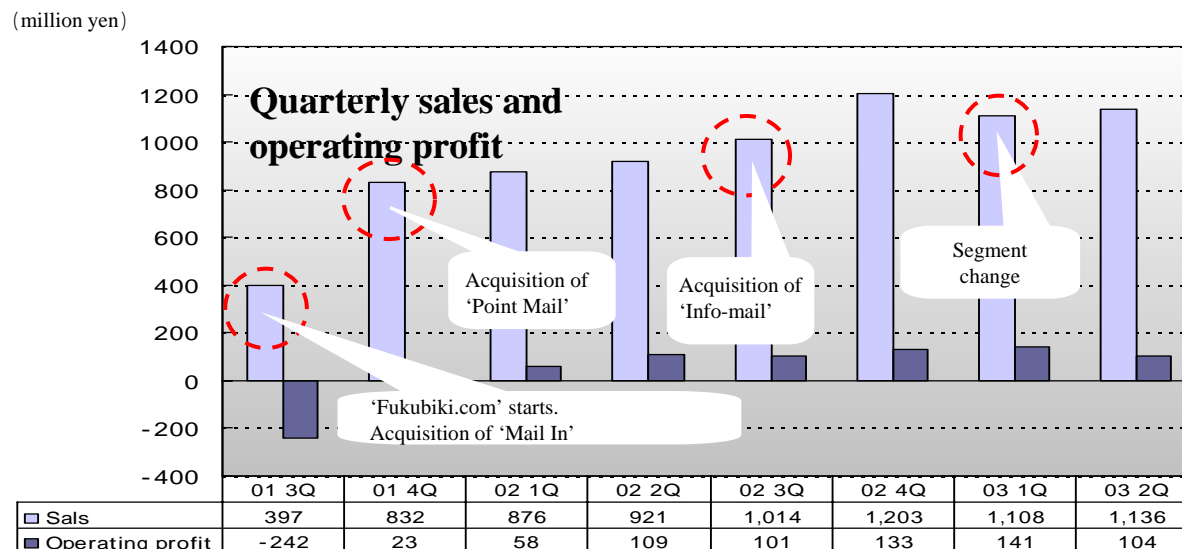 (million yen)
1400
1200
1000
800
600
400
200
0
-200
-400
Quarterly sales and
operating profit
Acquisition of
‘Point Mail’
Acquisition of
‘Info-mail’
Segment
change
‘Fukubiki.com’ starts.
Acquisition of ‘Mail In’
01 3Q 01 4Q 02 1Q 02 2Q 02 3Q 02 4Q 03 1Q 03 2Q
Sals 397 832 876 921 1,014 1,203 1,108 1,136
Operating profit -242 23 58 109 101 133 141 104